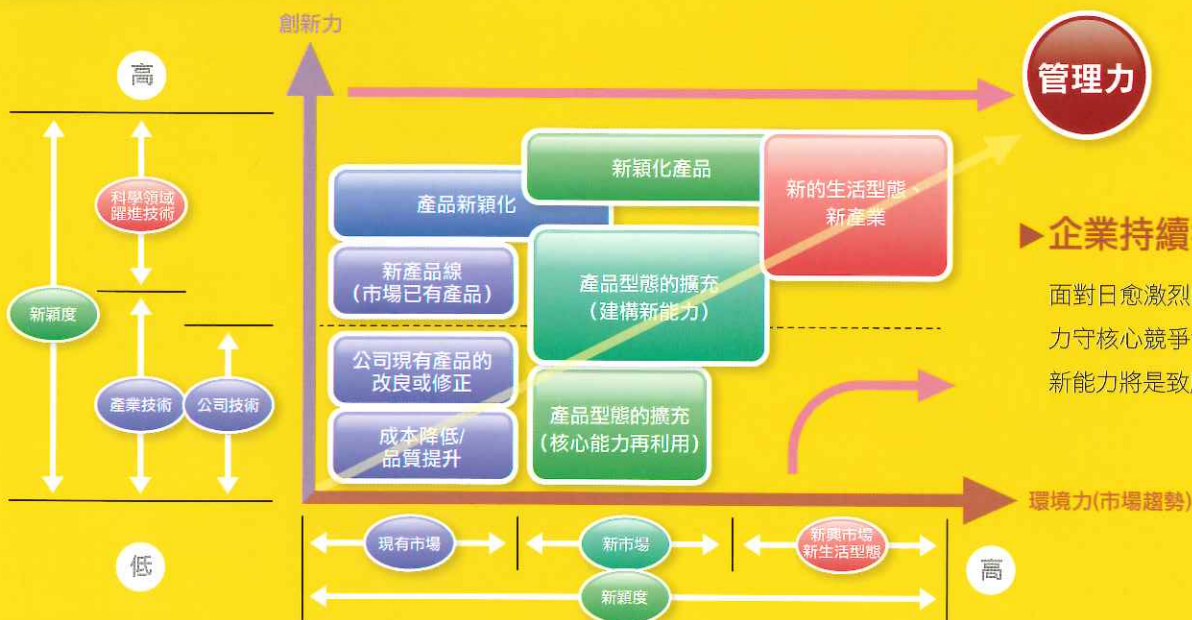 創新力
高
管理力
科學領域
躍進技術
新穎度
產業技術
公司技術
低
產品新穎化
新穎化產品
新的生活型態、
新產業
新產品線
(市場已有產品)
產品型態的擴充
(建構新能力)
公司現有產品的
改良或修正
成本降低/
品質提升
產品型態的擴充
(核心能力再利用)
▶企業持續
面對日愈激烈
力守核心競爭
新能力將是致
環境力(市場趨勢)
現有市場
新市場
新興市場
新生活型態
高
新穎度